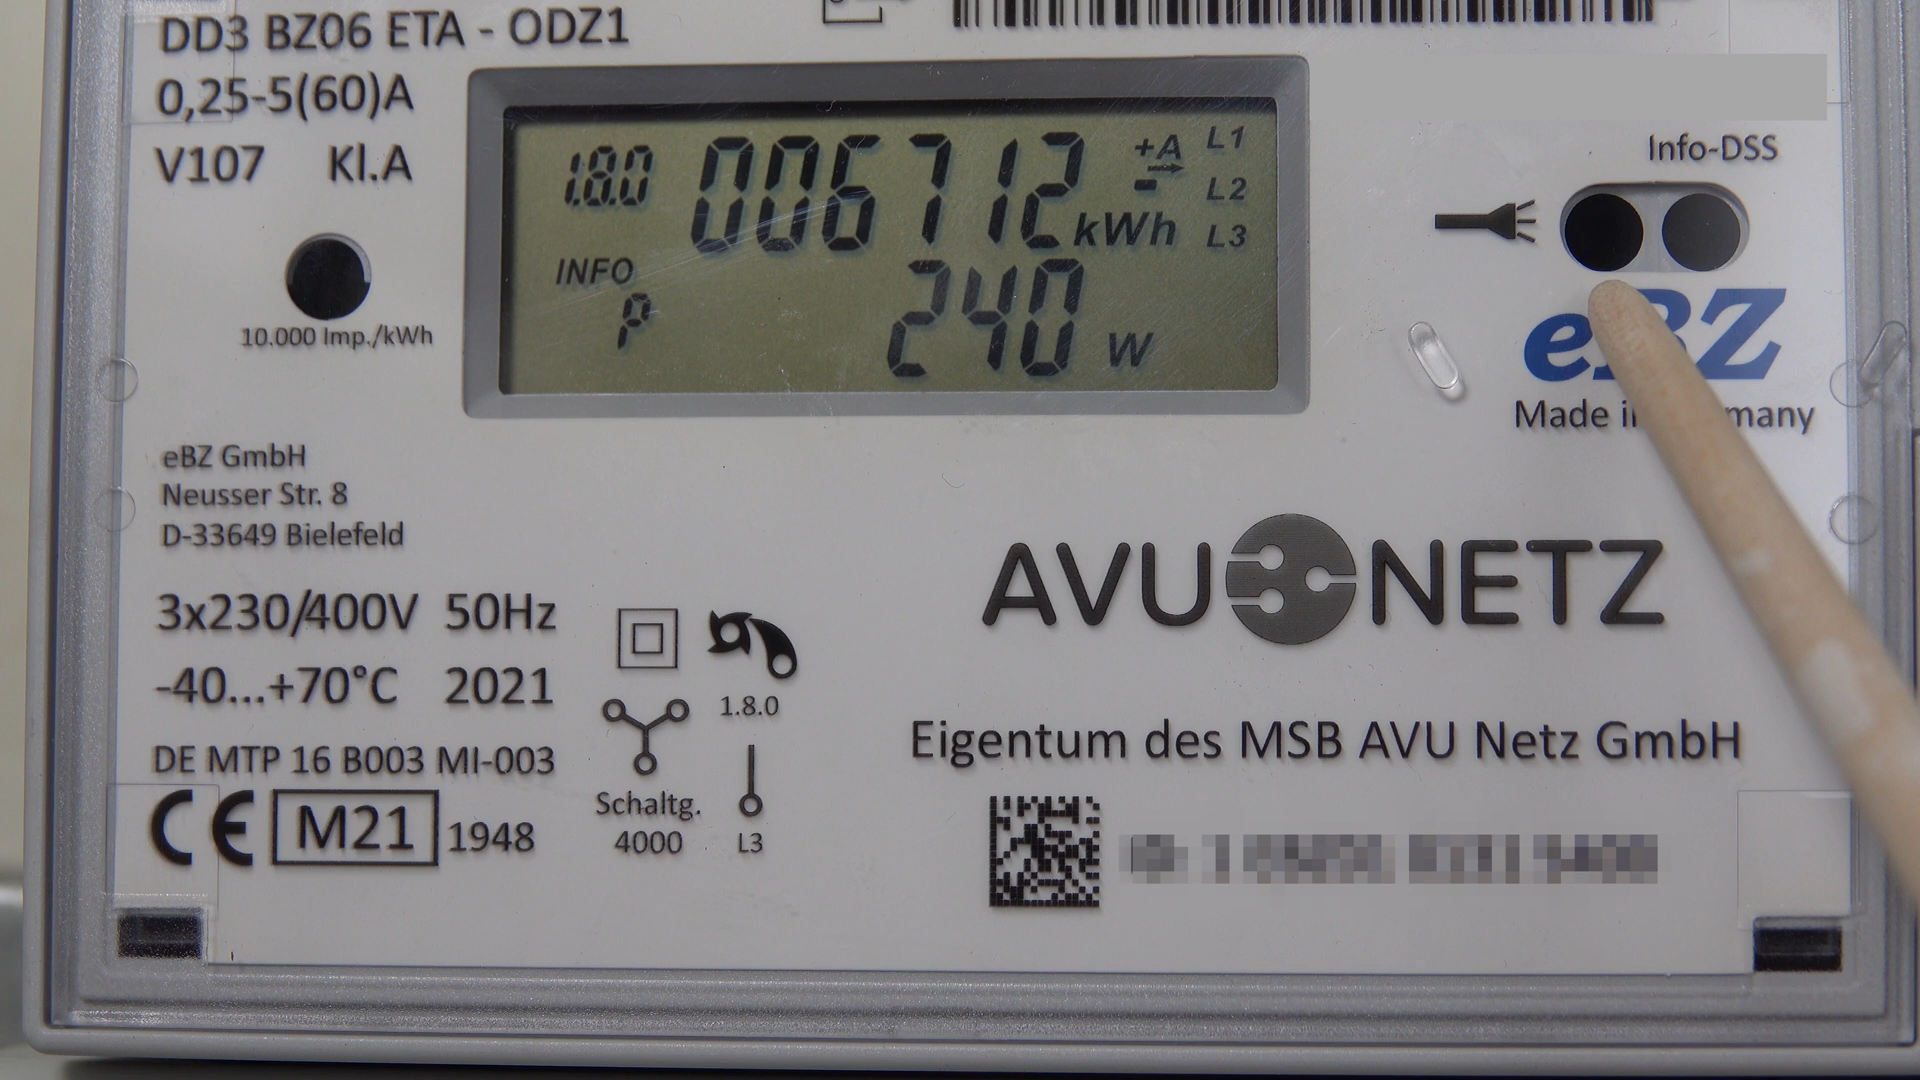 DD3 BZ06 ETA - ODZ1
0,25-5(60)A
V107 Kl.A
10.000 Imp./kWh
1.8.0 006712 kWh
+A
-
L1
L2
L3
INFO
P 240 W
Info-DSS
eBZ
Made in
eBZ GmbH
Neusser Str. 8
D-33649 Bielefeld
3x230/400V 50Hz
-40...+70°C 2021
DE MTP 16 B003 MI-003
CE M21 1948
1.8.0
Schaltg.
4000
L3
AVU NETZ
Eigentum des MSB AVU Netz GmbH